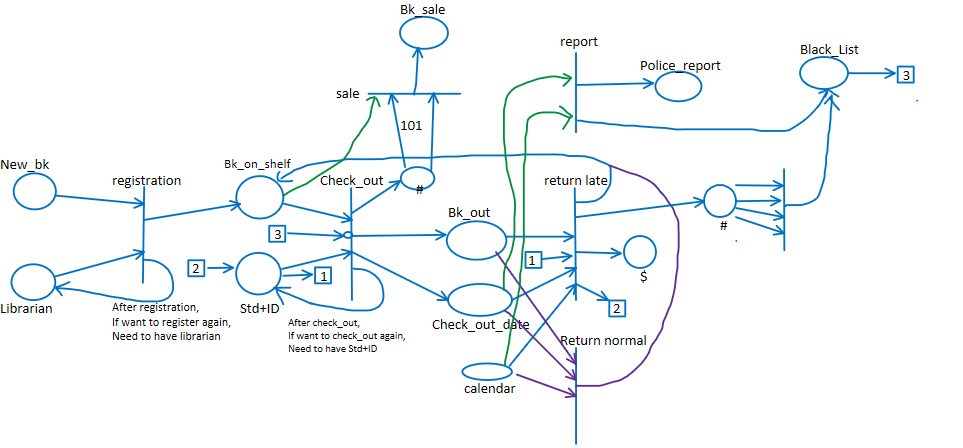 Bk_sale
report
Black_List
Police_report
3
sale
101
New_bk
registration
Bk_on_shelf
Check_out
#
return late
Bk_out
#
3
2
1
1
$
Librarian
Std+ID
2
After registration,
If want to register again,
Need to have librarian
After check_out,
If want to check_out again,
Need to have Std+ID
Check_out_date
Return normal
calendar